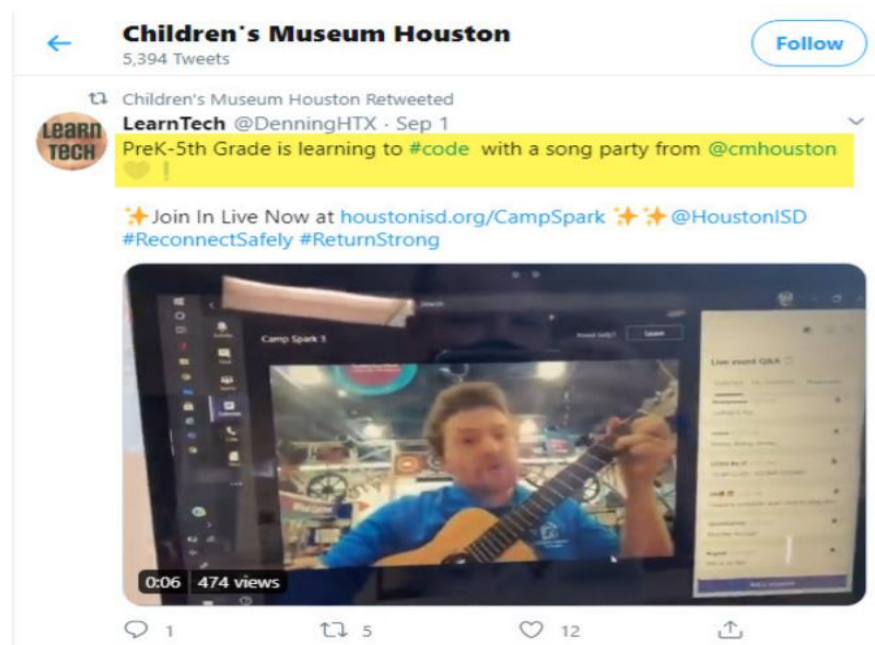 Children's Museum Houston
Follow
5,394 Tweets
Children's Museum Houston Retweeted
LearnTech @DenningHTX · Sep 1
LEARN
TECH
PreK-5th Grade is learning to #code with a song party from @cmhouston
🤍❕
✨Join In Live Now at houstonisd.org/CampSpark ✨✨@HoustonISD
#ReconnectSafely #ReturnStrong
Camp Spark 3
Leave
Live event Q&A
Calendar
0:06 474 views
1 5 12